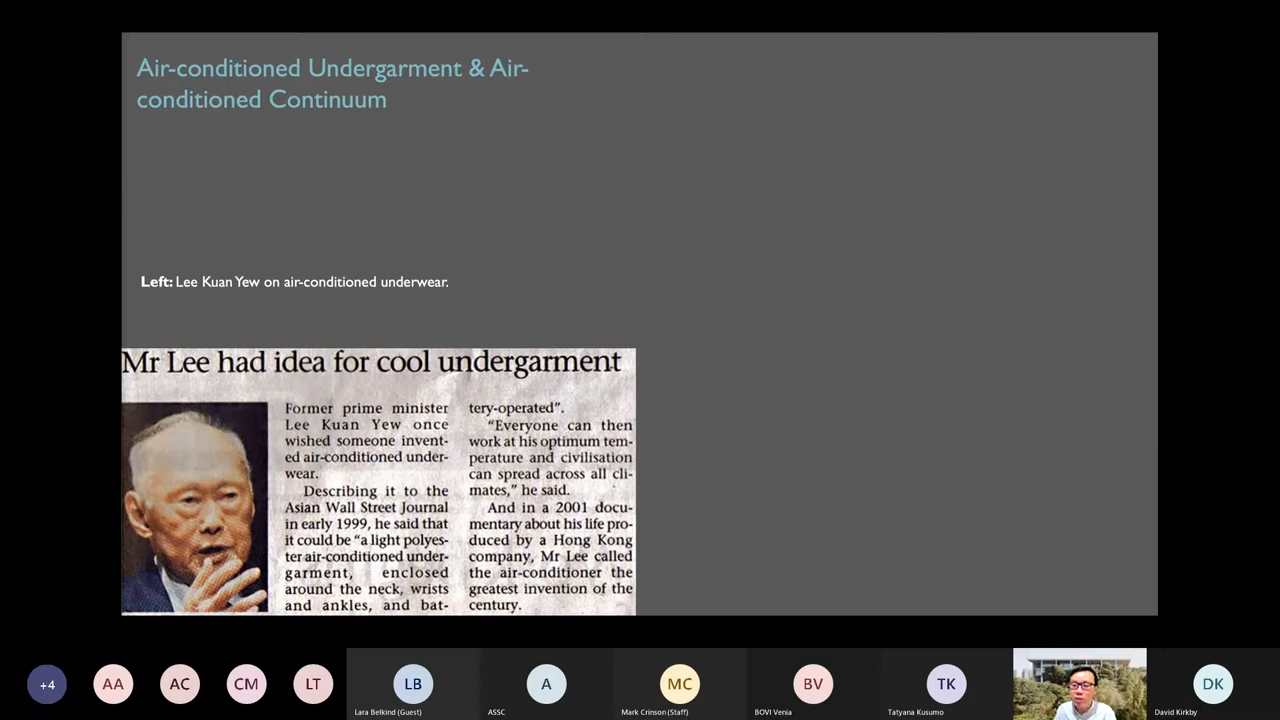 Air-conditioned Undergarment & Air-
conditioned Continuum
Left: Lee Kuan Yew on air-conditioned underwear.
Mr Lee had idea for cool undergarment
Former prime minister
Lee Kuan Yew once
wished someone invent-
ed air-conditioned under-
wear.
Describing it to the
Asian Wall Street Journal
in early 1999, he said that
it could be “a light polyes-
ter air-conditioned under-
garment, enclosed
around the neck, wrists
and ankles, and bat-
tery-operated”.
“Everyone can then
work at his optimum tem-
perature and civilisation
can spread across all cli-
mates,” he said.
And in a 2001 docu-
mentary about his life pro-
duced by a Hong Kong
company, Mr Lee called
the air-conditioner the
greatest invention of the
century.
+4
AA
AC
CM
LT
LB
Lara Belkind (Guest)
A
ASSC
MC
Mark Crinson (Staff)
BV
BOVI Venia
TK
Tatyana Kusumo
DK
David Kirkby